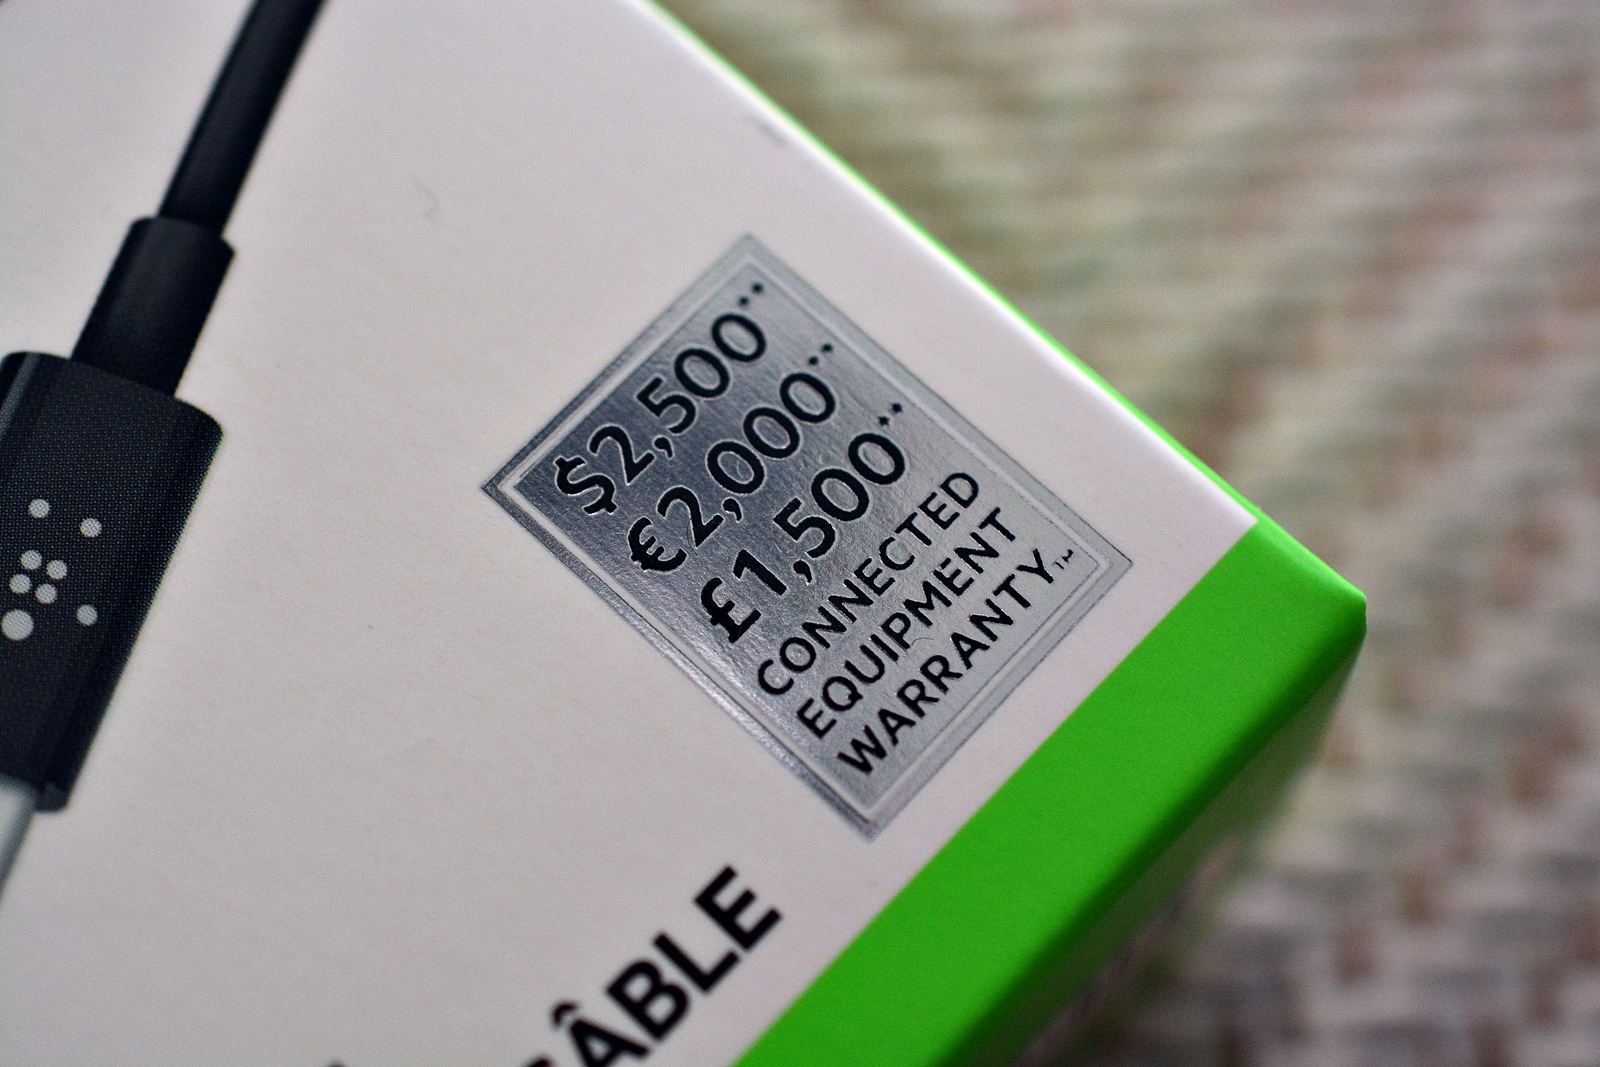 $2,500**
€2,000**
£1,500**
CONNECTED
EQUIPMENT
WARRANTY™
CÂBLE